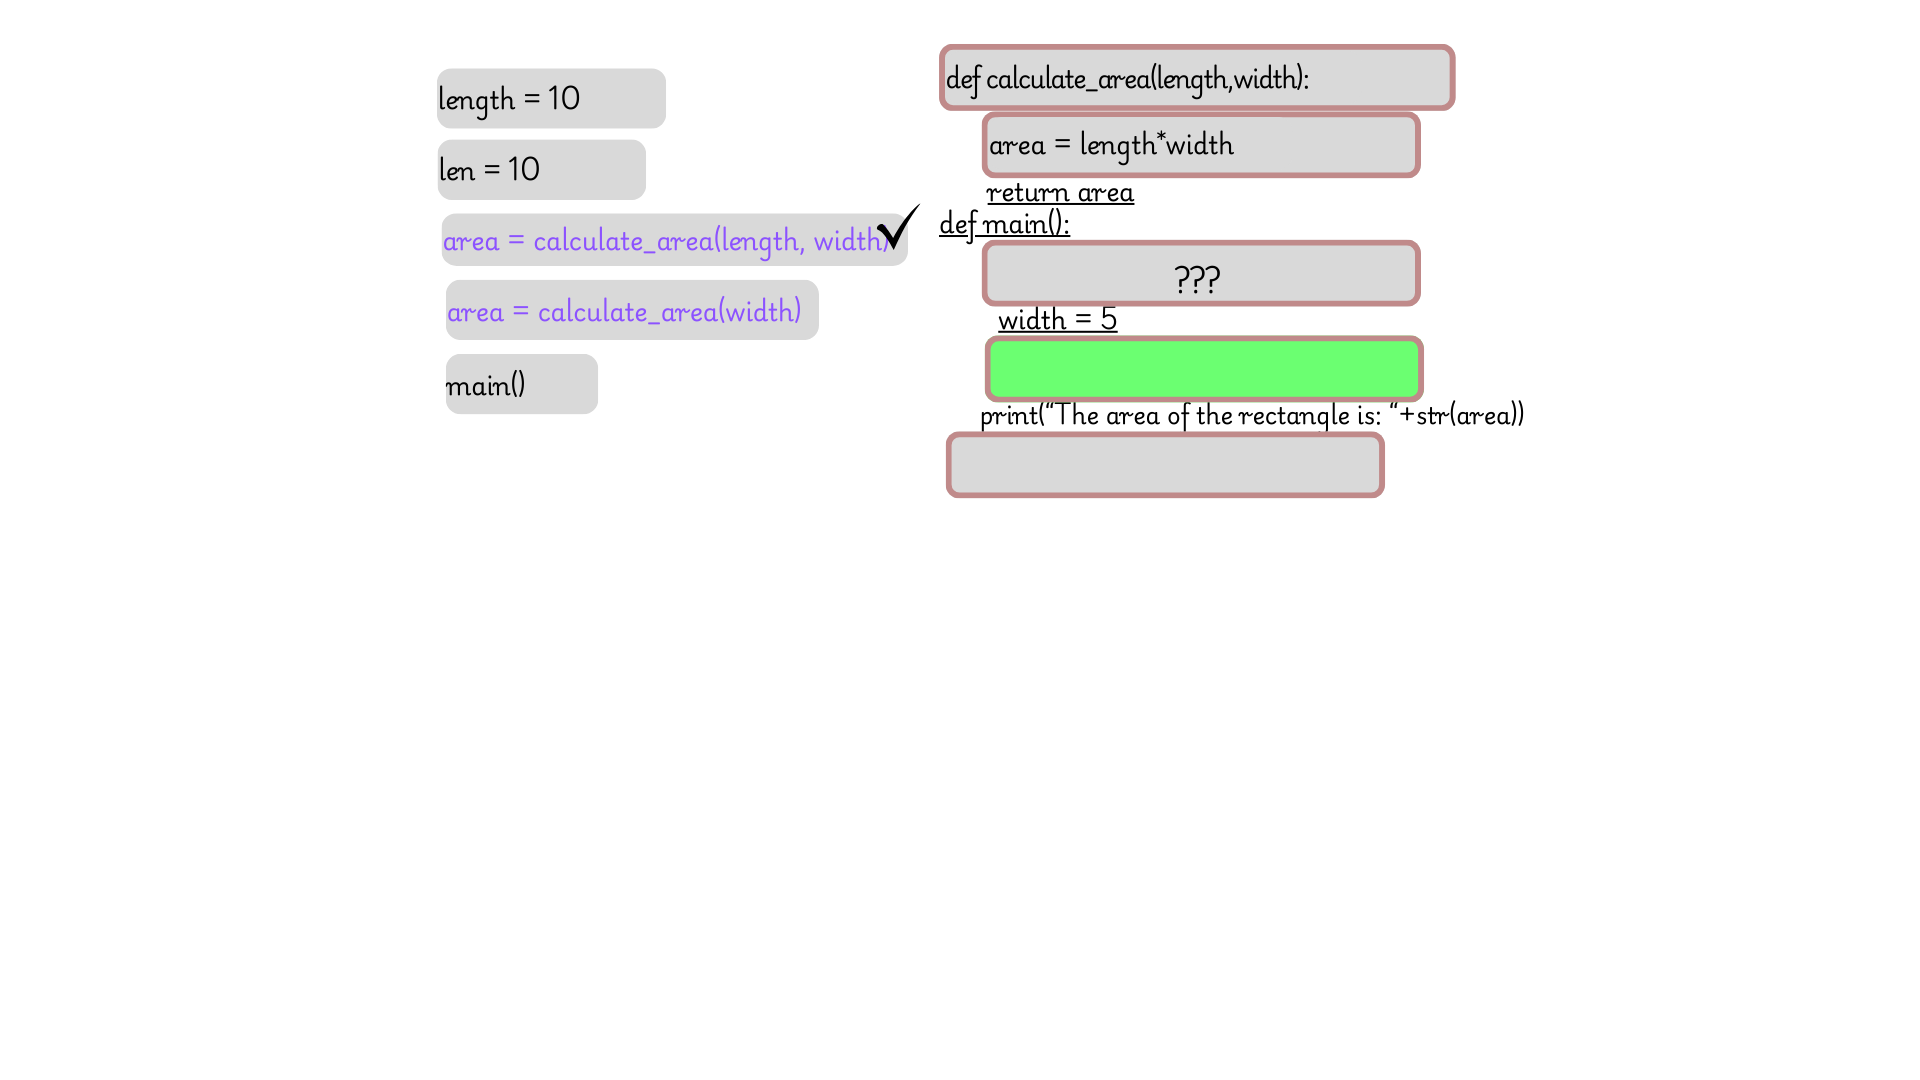 length = 10
len = 10
area = calculate_area(length, width)
area = calculate_area(width)
main()
def calculate_area(length,width):
area = length*width
return area
def main():
???
width = 5
print(“The area of the rectangle is: “+str(area))